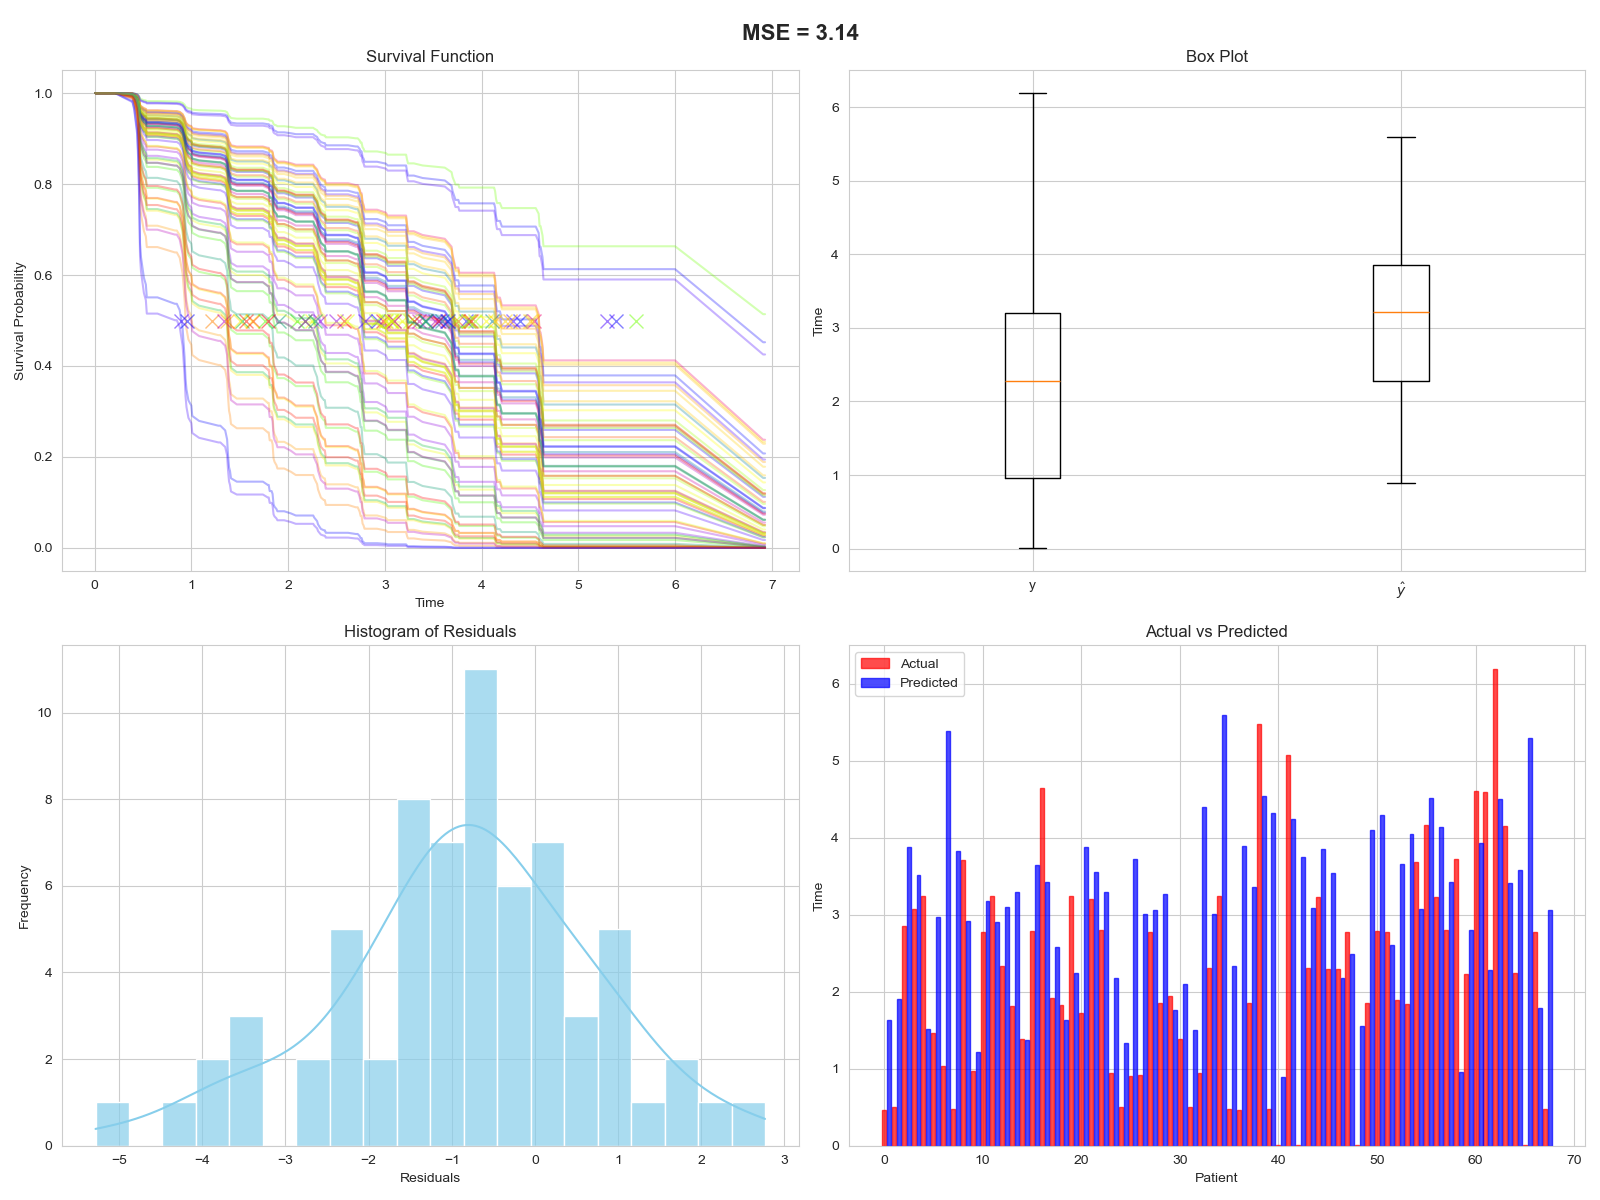 MSE = 3.14
Survival Function
Survival Probability
1.0
0.8
0.6
0.4
0.2
0.0
0 1 2 3 4 5 6 7
Time
Box Plot
Time
6
5
4
3
2
1
0
y ŷ
Histogram of Residuals
Frequency
10
8
6
4
2
0
−5 −4 −3 −2 −1 0 1 2 3
Residuals
Actual vs Predicted
Actual
Predicted
Time
6
5
4
3
2
1
0
0 10 20 30 40 50 60 70
Patient